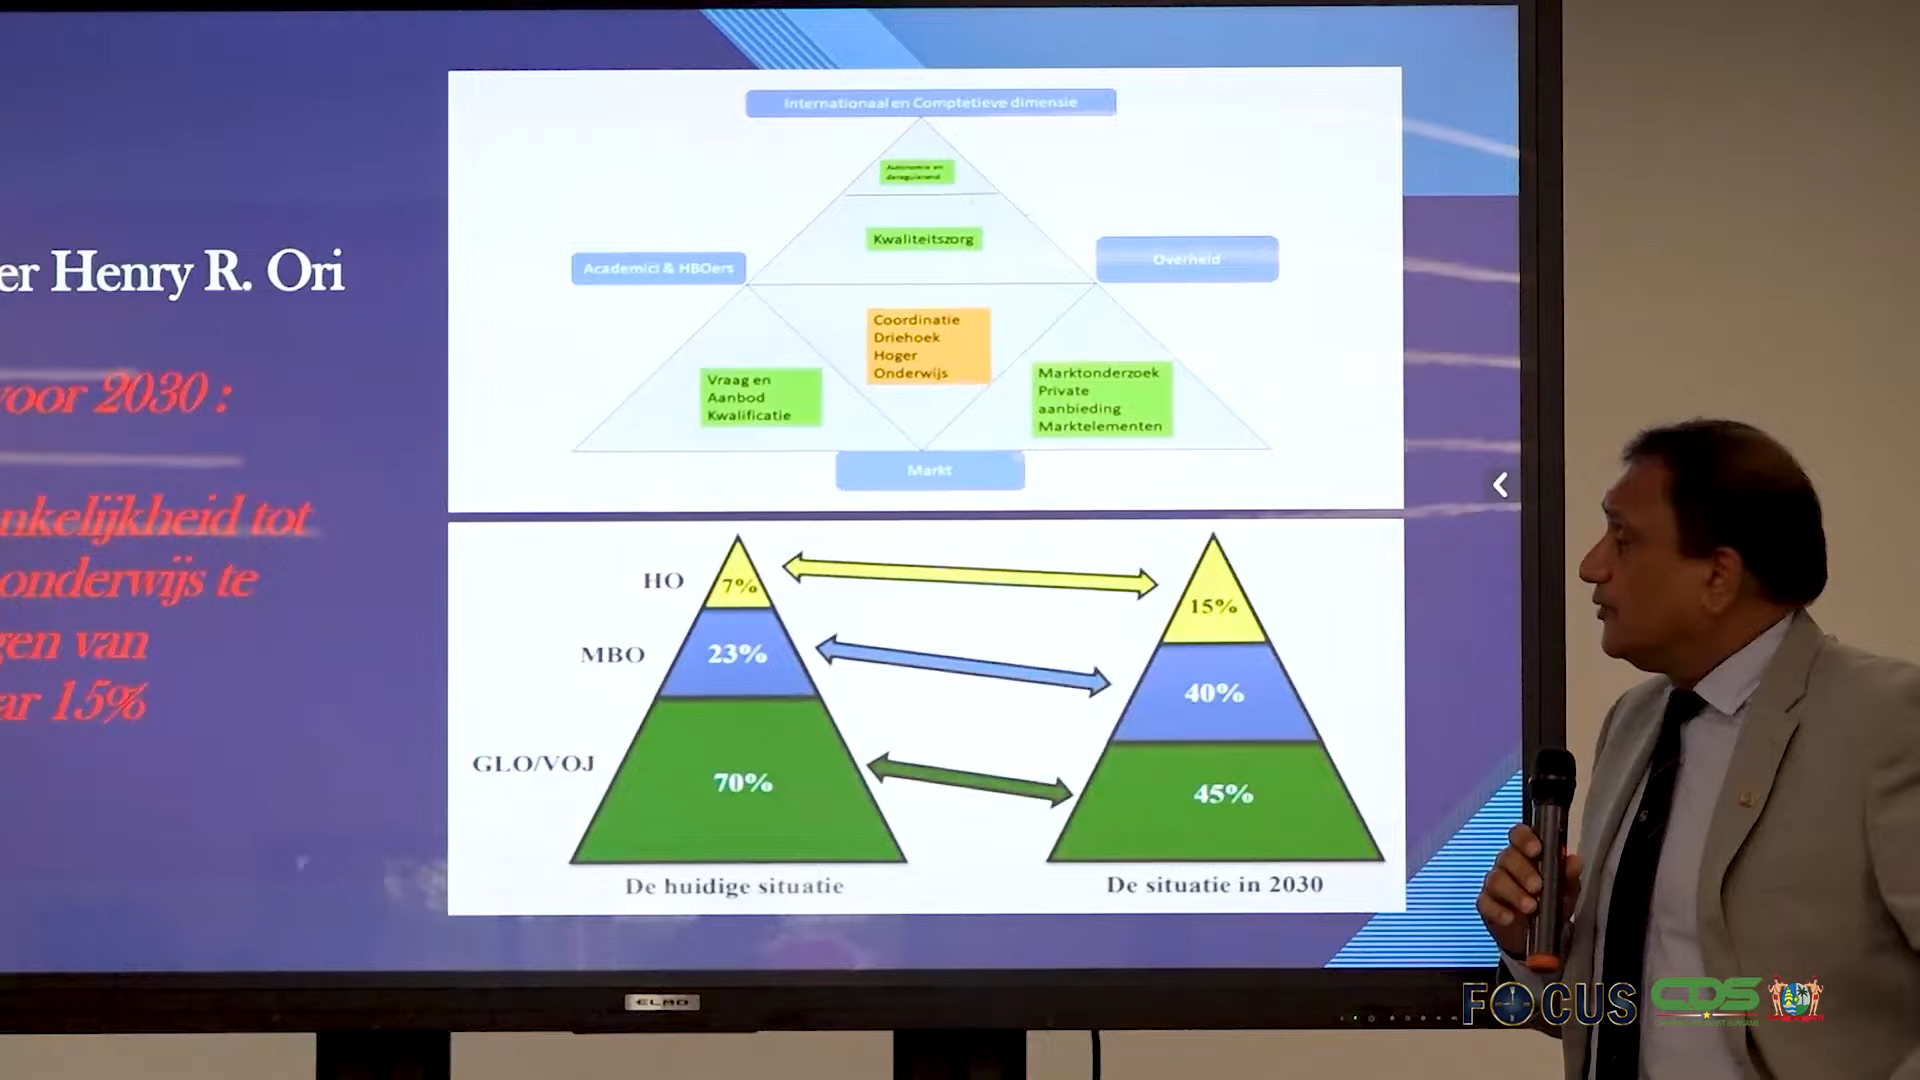 er Henry R. Ori
voor 2030 :
nkelijkheid tot
onderwijs te
gen van
ar 15%
Internationaal en Comptetieve dimensie
Autonomie en
Kwaliteitszorg
Academici & HBOers
Overheid
Coordinatie
Driehoek
Hoger
Onderwijs
Vraag en
Aanbod
Kwalificatie
Marktonderzoek
Private
aanbieding
Marktelementen
Markt
HO
7%
15%
MBO
23%
40%
GLO/VOJ
70%
45%
De huidige situatie
De situatie in 2030
ELMO
FOCUS
CDS